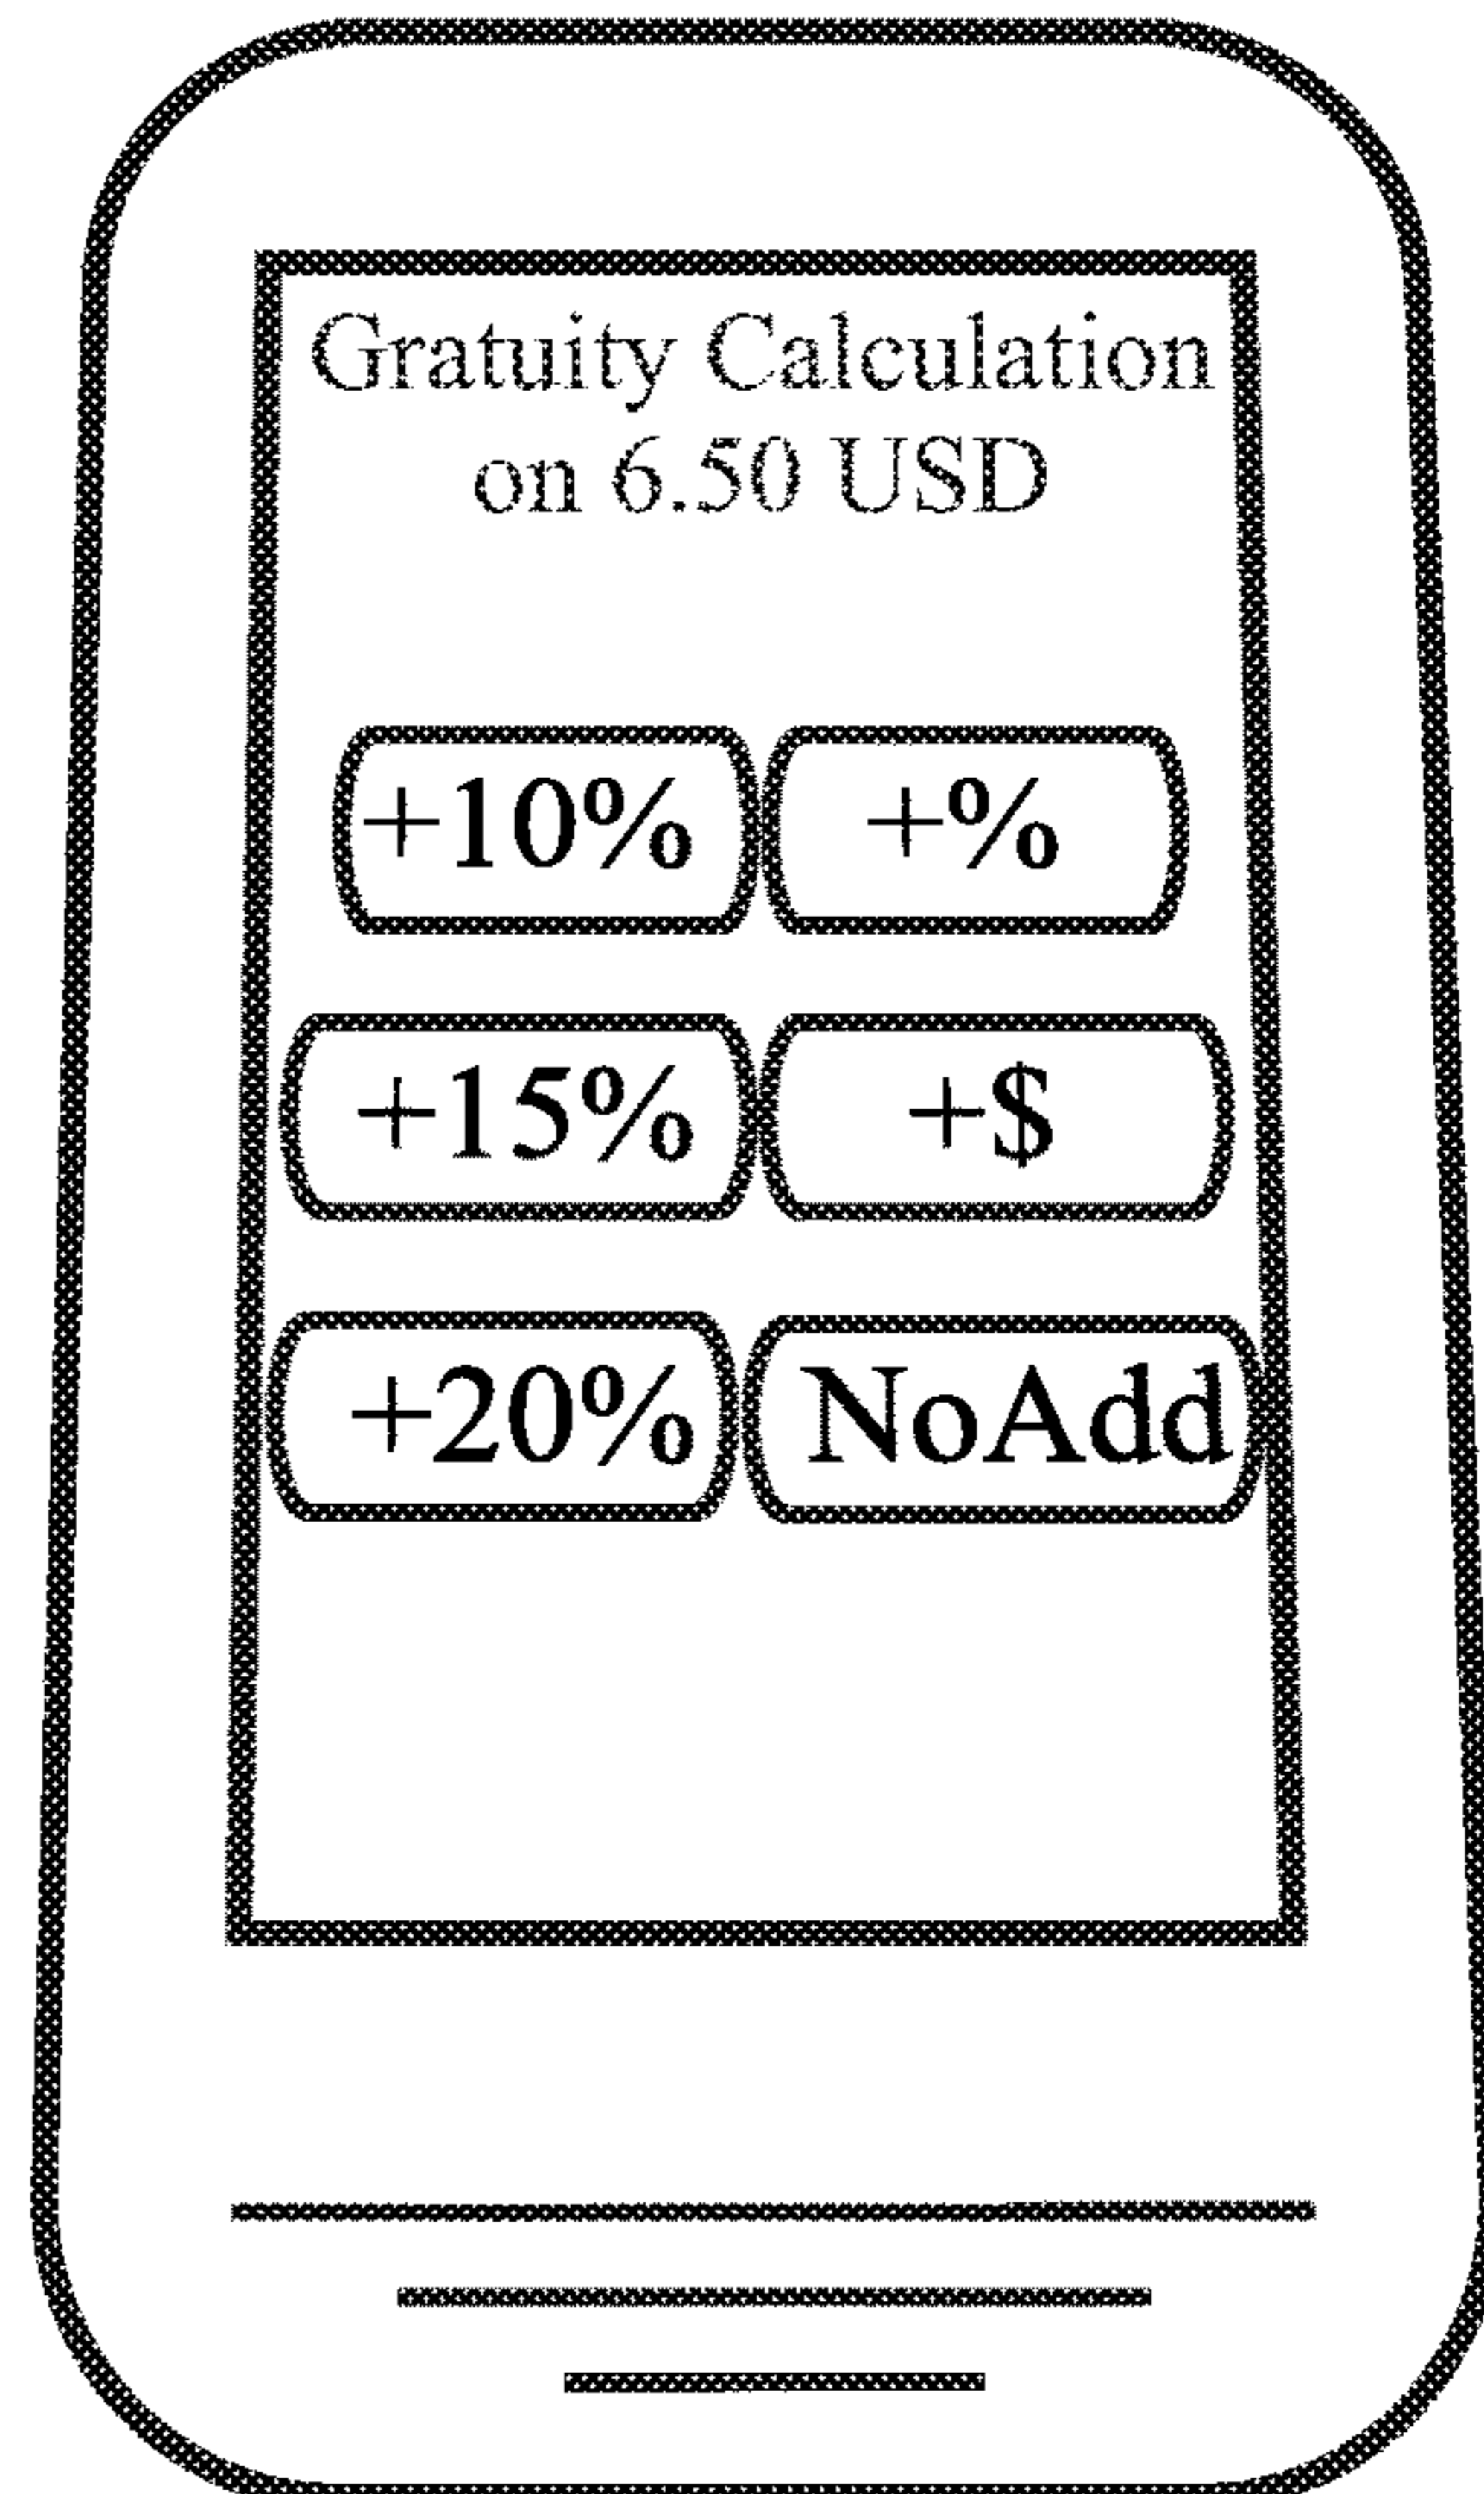 Gratuity Calculation
on 6.50 USD
+10% +%
+15% +$
+20% NoAdd